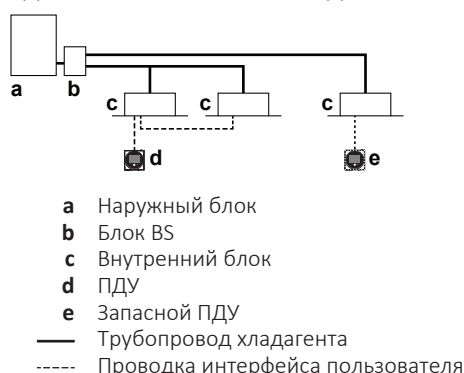 a
b
c
c
c
d
e
a Наружный блок
b Блок BS
c Внутренний блок
d ПДУ
e Запасной ПДУ
Трубопровод хладагента
Проводка интерфейса пользователя